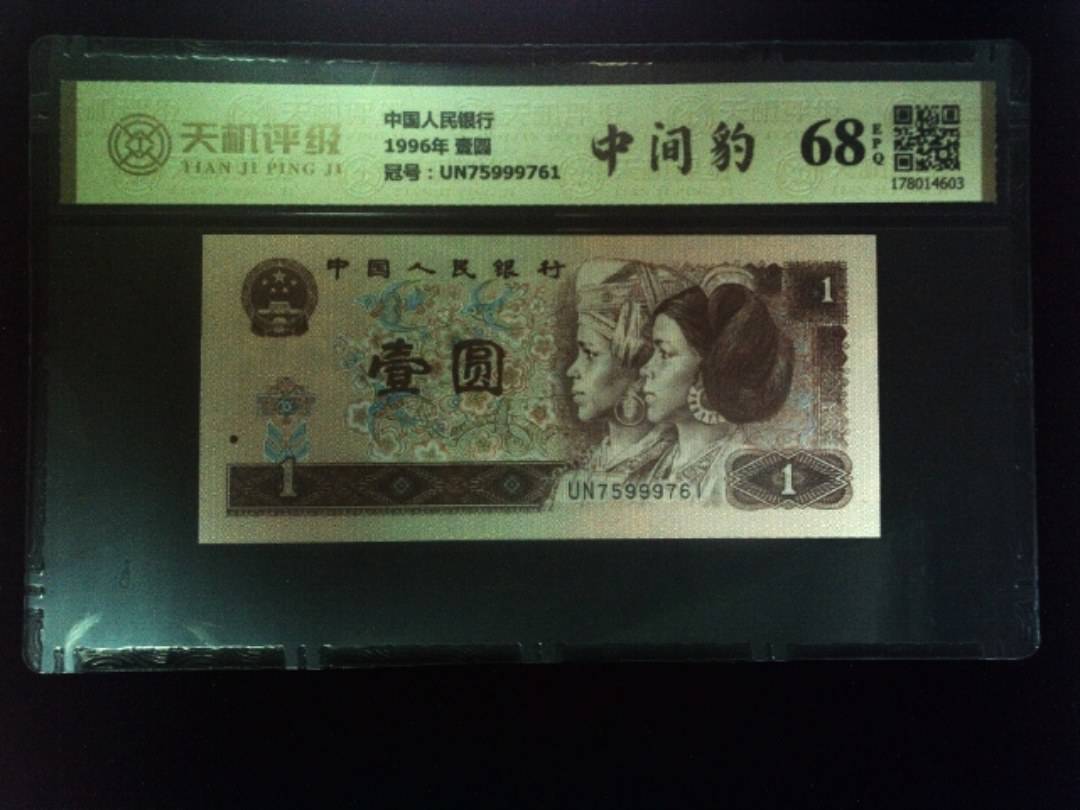 天机评级
TIAN JI PING JI
中国人民银行
1996年 壹圆
冠号：UN75999761
中间豹
68
EPQ
178014603
中国人民银行
1
壹圆
1
UN75999761
1